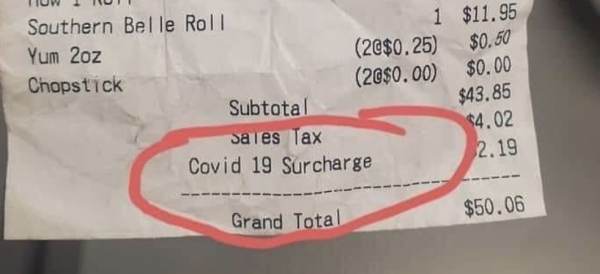 Southern Belle Roll 1 $11.95
Yum 2oz (2@$0.25) $0.50
Chopstick (2@$0.00) $0.00
Subtotal $43.85
Sales Tax $4.02
Covid 19 Surcharge 2.19
Grand Total $50.06